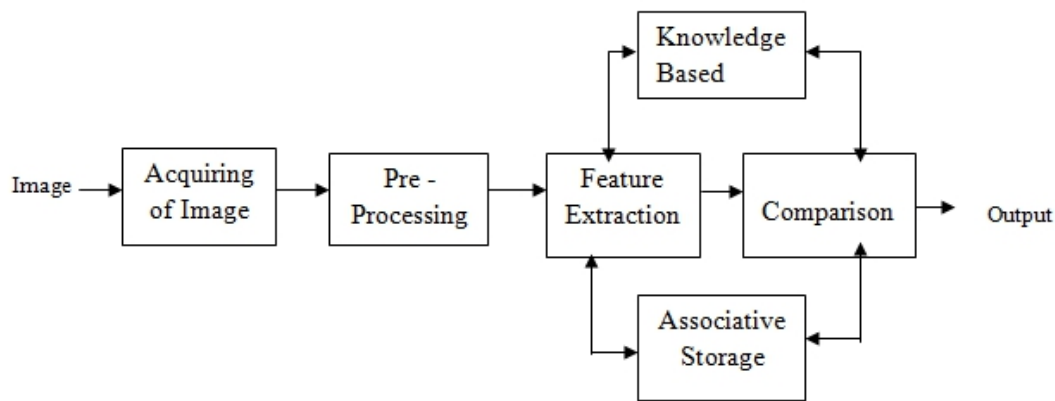 Knowledge
Based
Image
Acquiring
of Image
Pre -
Processing
Feature
Extraction
Comparison
Output
Associative
Storage